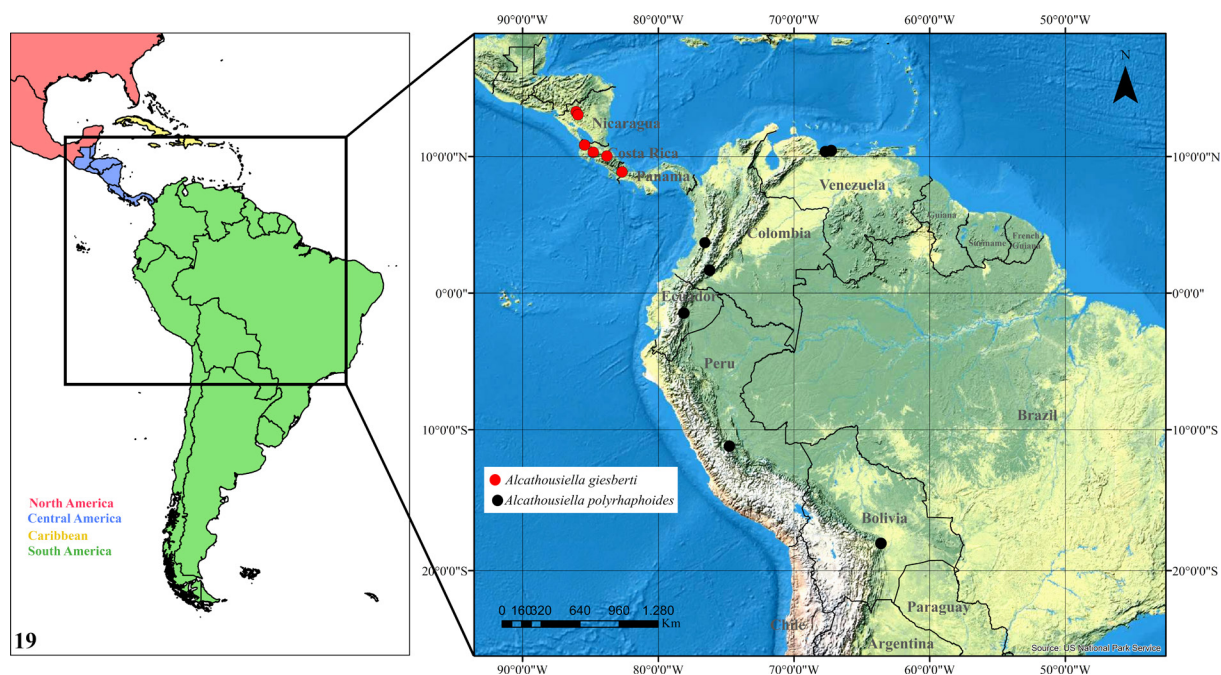 90°0'0"W 80°0'0"W 70°0'0"W 60°0'0"W 50°0'0"W
N
Nicaragua
Costa Rica
10°0'0"N 10°0'0"N
Panama
Venezuela
Guiana
Colombia
Suriname
French
Guiana
0°0'0" 0°0'0"
Ecuador
Peru
Brazil
10°0'0"S 10°0'0"S
Alcathousiella giesberti
Alcathousiella polyrhaphoides
North America
Central America
Caribbean
South America
Bolivia
20°0'0"S 20°0'0"S
Paraguay
0 160 320 640 960 1.280
Km
Chile
Argentina
19
Source: US National Park Service
90°0'0"W 80°0'0"W 70°0'0"W 60°0'0"W 50°0'0"W